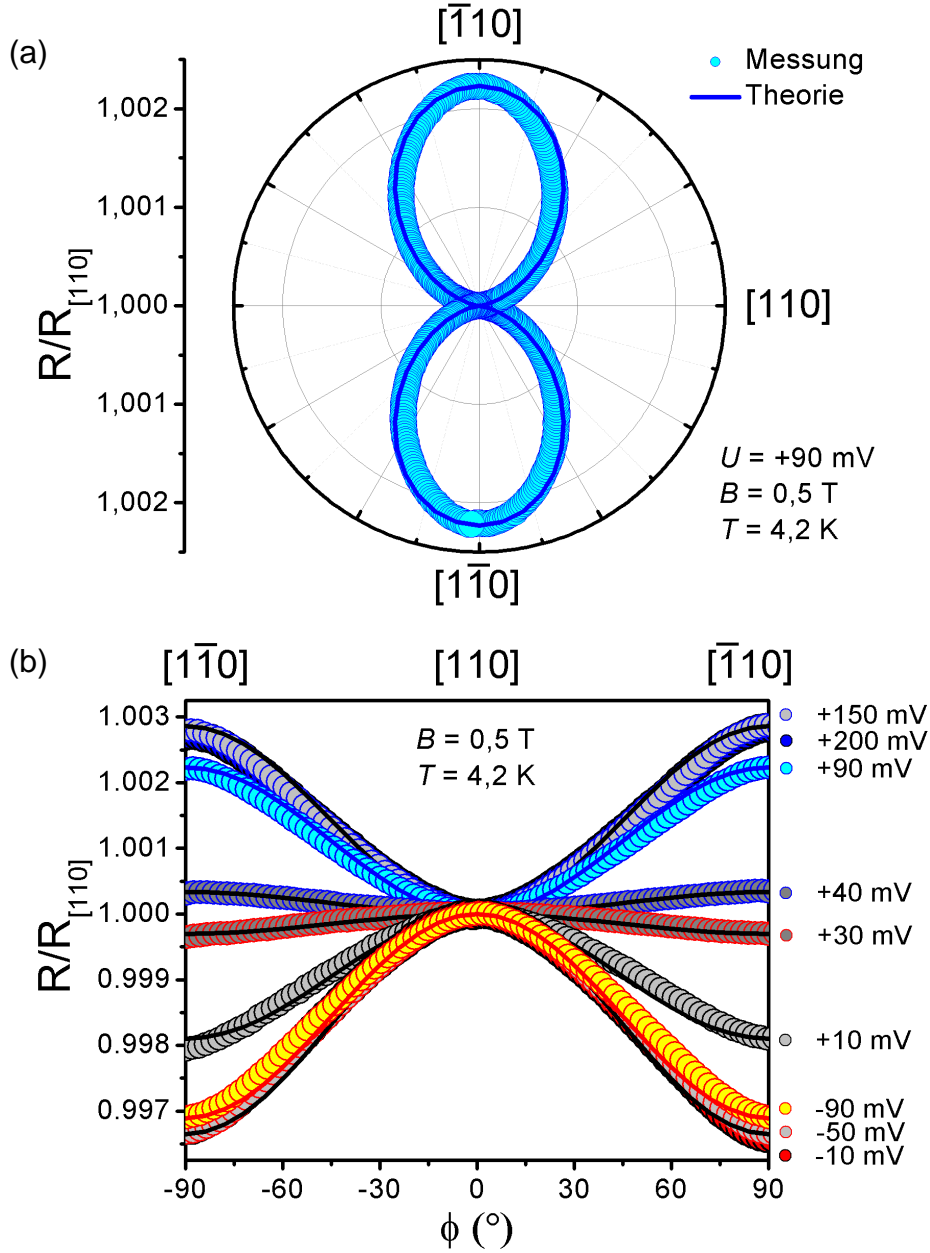 (a)
[1̅10]
Messung
Theorie
1,002
1,001
1,000
1,001
1,002
R/R[110]
[110]
U = +90 mV
B = 0,5 T
T = 4,2 K
[11̅0]
(b)
[11̅0] [110] [1̅10]
1.003
1.002
1.001
1.000
0.999
0.998
0.997
R/R[110]
B = 0,5 T
T = 4,2 K
+150 mV
+200 mV
+90 mV
+40 mV
+30 mV
+10 mV
-90 mV
-50 mV
-10 mV
-90 -60 -30 0 30 60 90
ϕ (°)